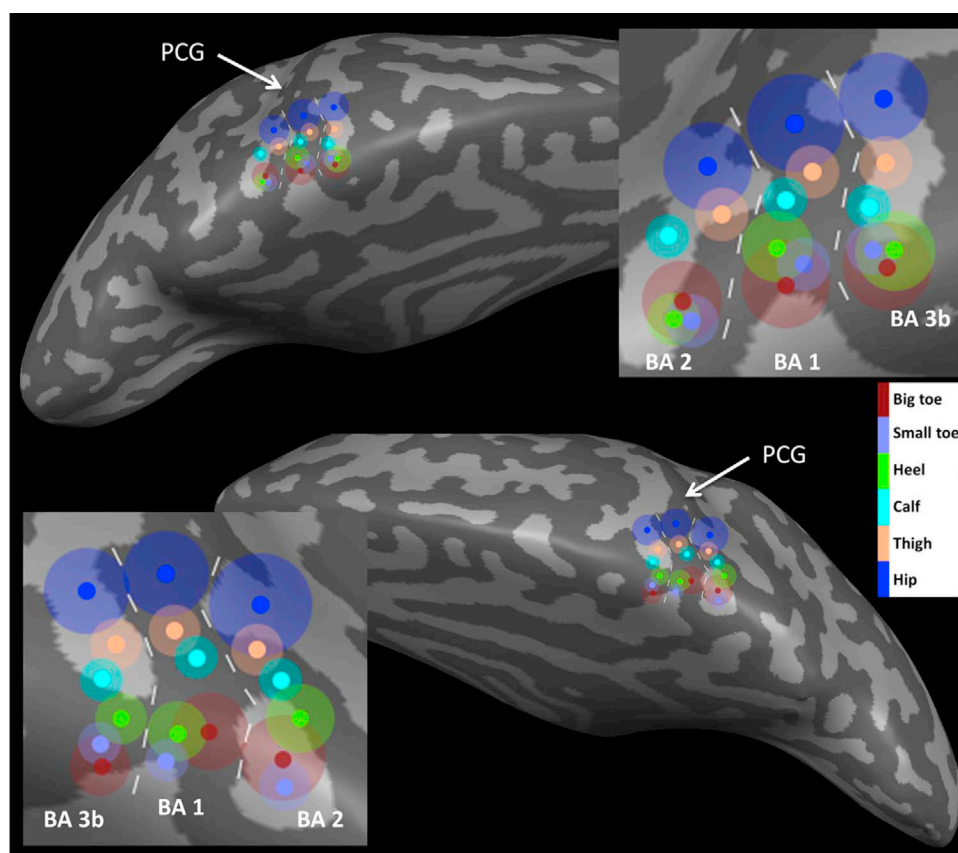 PCG
BA 2
BA 1
BA 3b
Big toe
Small toe
Heel
Calf
Thigh
Hip
PCG
BA 3b
BA 1
BA 2